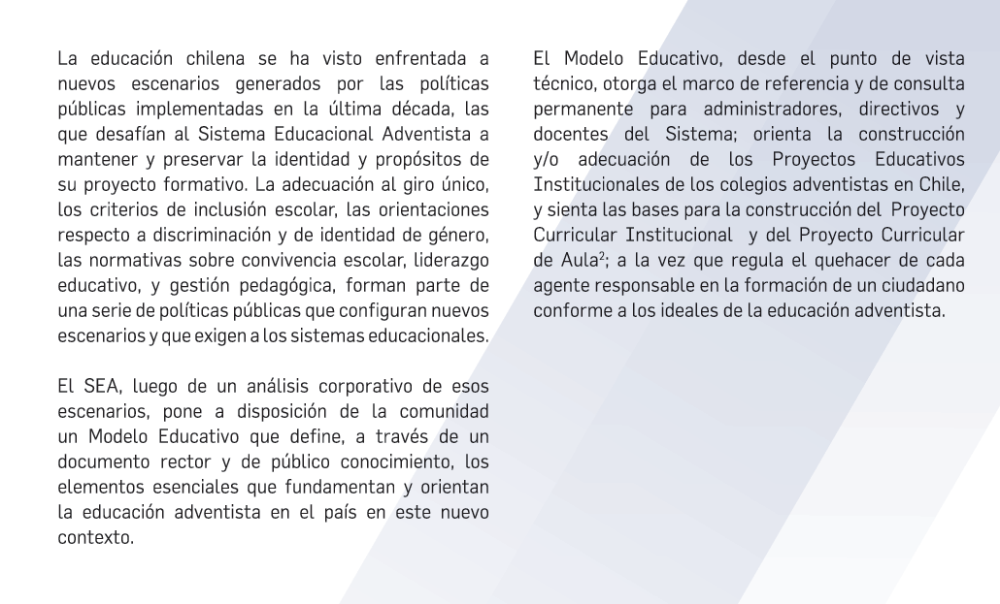 La educación chilena se ha visto enfrentada a
nuevos escenarios generados por las políticas
públicas implementadas en la última década, las
que desafían al Sistema Educacional Adventista a
mantener y preservar la identidad y propósitos de
su proyecto formativo. La adecuación al giro único,
los criterios de inclusión escolar, las orientaciones
respecto a discriminación y de identidad de género,
las normativas sobre convivencia escolar, liderazgo
educativo, y gestión pedagógica, forman parte de
una serie de políticas públicas que configuran nuevos
escenarios y que exigen a los sistemas educacionales.
El SEA, luego de un análisis corporativo de esos
escenarios, pone a disposición de la comunidad
un Modelo Educativo que define, a través de un
documento rector y de público conocimiento, los
elementos esenciales que fundamentan y orientan
la educación adventista en el país en este nuevo
contexto.
El Modelo Educativo, desde el punto de vista
técnico, otorga el marco de referencia y de consulta
permanente para administradores, directivos y
docentes del Sistema; orienta la construcción
y/o adecuación de los Proyectos Educativos
Institucionales de los colegios adventistas en Chile,
y sienta las bases para la construcción del Proyecto
Curricular Institucional y del Proyecto Curricular
de Aula²; a la vez que regula el quehacer de cada
agente responsable en la formación de un ciudadano
conforme a los ideales de la educación adventista.